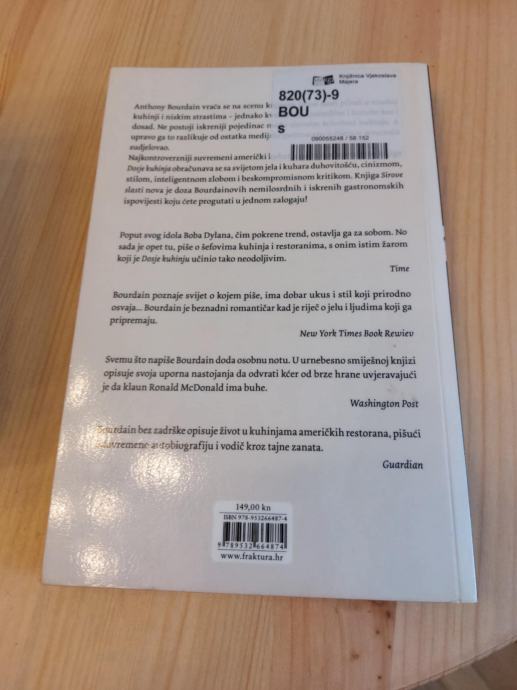 Knjižnica Vjekoslava
Majera
820(73)-9
BOU
s
090055248 / 58 152
Anthony Bourdain vraća se na scenu
kuhinji i niskim strastima – jednako
dosad. Ne postoji iskreniji pojedinac
upravo ga to razlikuje od ostatka
sudjelovao.
Najkontroverzniji suvremeni američki
Dosje kuhinja obračunava se sa svijetom jela i kuhara duhovitošću, cinizmom,
stilom, inteligentnom zlobom i beskompromisnom kritikom. Knjiga Sirove
slasti nova je doza Bourdainovih nemilosrdnih i iskrenih gastronomskih
ispovijesti koju ćete progutati u jednom zalogaju!
Poput svog idola Boba Dylana, čim pokrene trend, ostavlja ga za sobom. No
sada je opet tu, piše o šefovima kuhinja i restoranima, s onim istim žarom
koji je Dosje kuhinju učinio tako neodoljivim.
Time
Bourdain poznaje svijet o kojem piše, ima dobar ukus i stil koji prirodno
osvaja... Bourdain je beznadni romantičar kad je riječ o jelu i ljudima koji ga
pripremaju.
New York Times Book Rewiev
Svemu što napiše Bourdain doda osobnu notu. U urnebesno smiješnoj knjizi
opisuje svoja uporna nastojanja da odvrati kćer od brze hrane uvjeravajući
je da klaun Ronald McDonald ima buhe.
Washington Post
Bourdain bez zadrške opisuje život u kuhinjama američkih restorana, pišući
suvremenu autobiografiju i vodič kroz tajne zanata.
Guardian
149,00 kn
ISBN 978-953266487-4
9 789532 664874
www.fraktura.hr